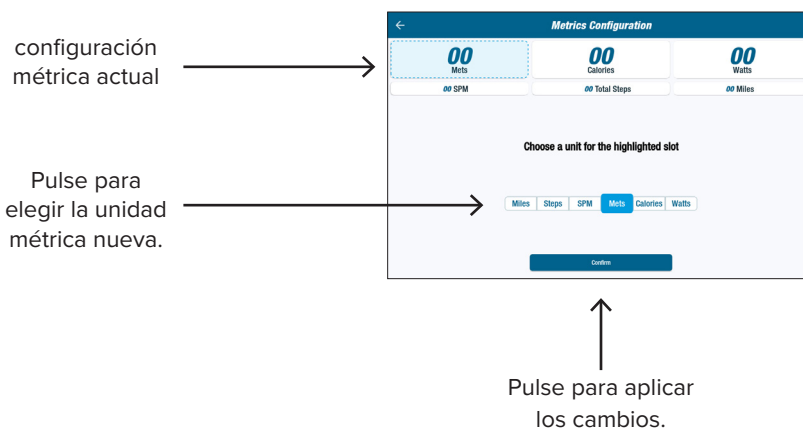 configuración
métrica actual
Metrics Configuration
00 00 00
Mets Calories Watts
00 SPM 00 Total Steps 00 Miles
Choose a unit for the highlighted slot
Pulse para
elegir la unidad
métrica nueva.
Miles Steps SPM Mets Calories Watts
Confirm
Pulse para aplicar
los cambios.